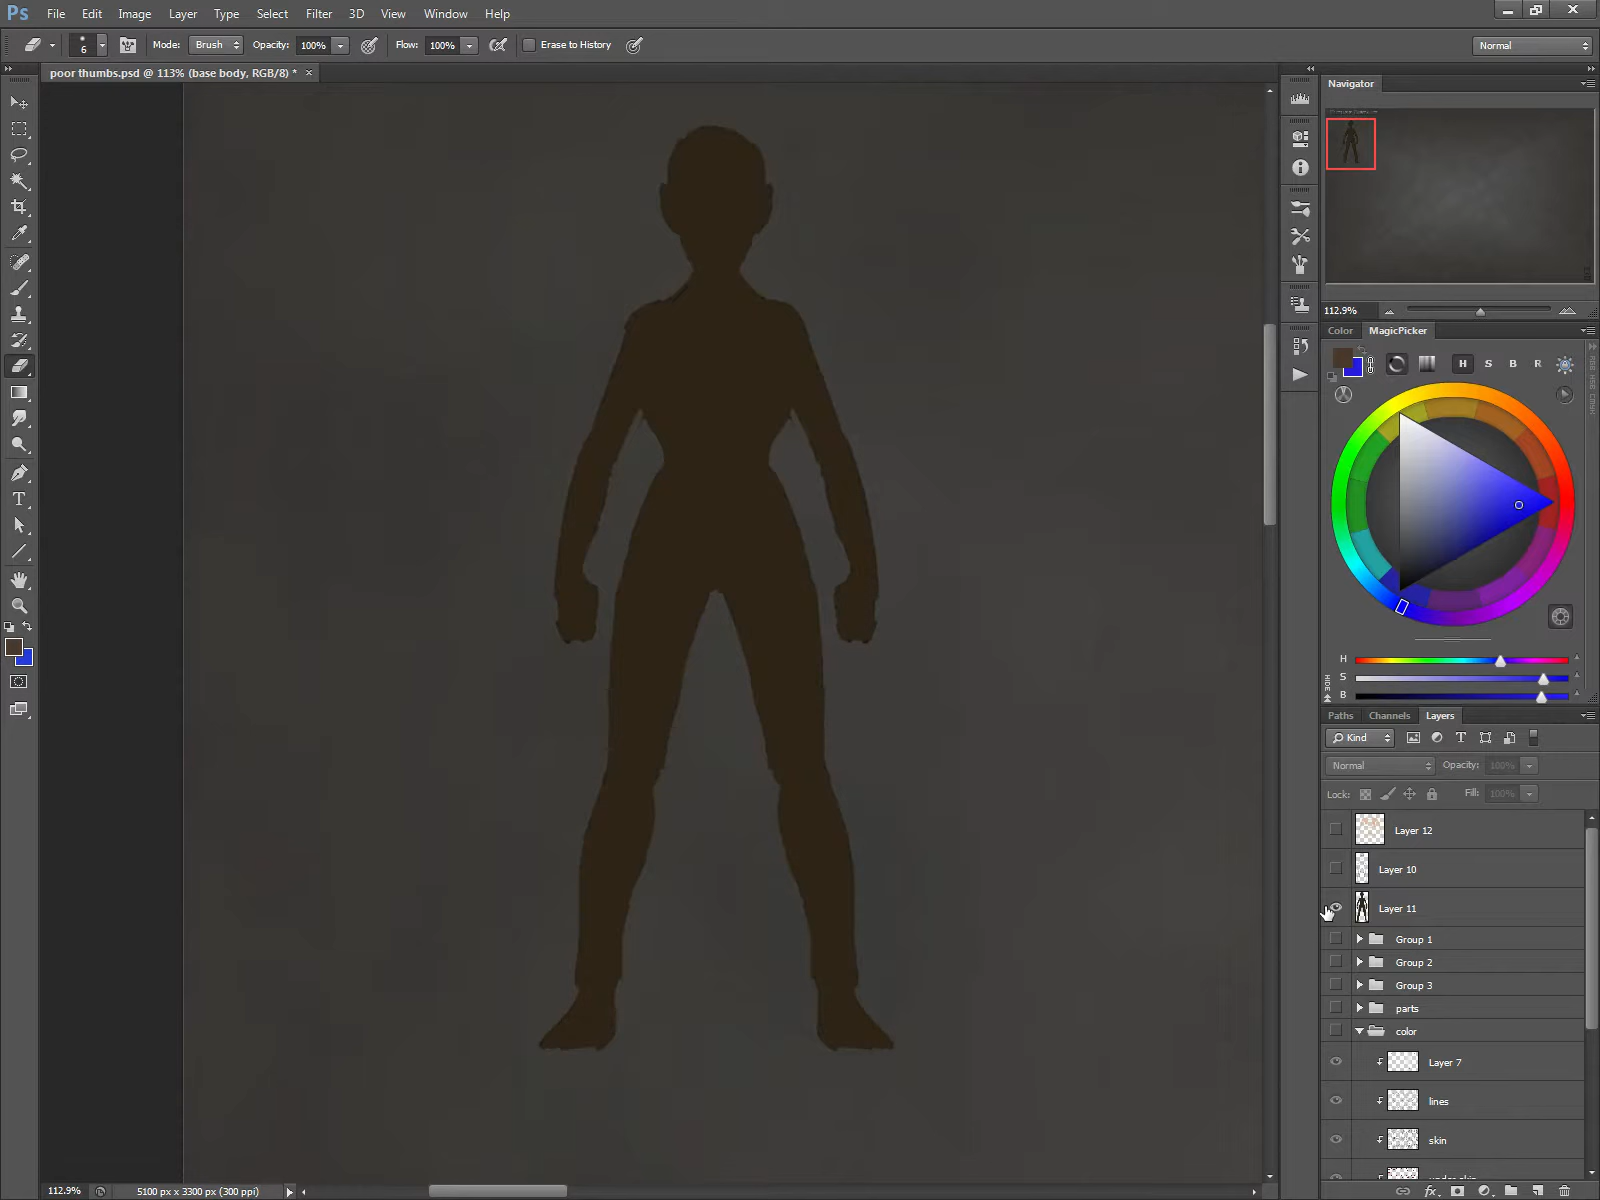 Ps File Edit Image Layer Type Select Filter 3D View Window Help
6 Mode: Brush Opacity: 100% Flow: 100% Erase to History Normal
poor thumbs.psd @ 113% (base body, RGB/8) * ×
Navigator
112.9%
Color MagicPicker
H S B R
H
S
B
HIDE
Paths Channels Layers
Kind
Normal Opacity: 100%
Lock: Fill: 100%
Layer 12
Layer 10
Layer 11
Group 1
Group 2
Group 3
parts
color
Layer 7
lines
skin
112.9% 5100 px x 3300 px (300 ppi)